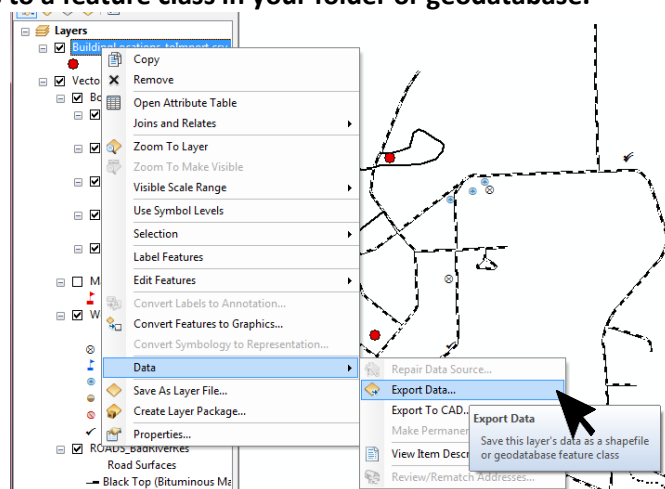 to a feature class in your folder or geodatabase.
Layers
BuildingLocations_toImport.csv
Copy
Remove
Open Attribute Table
Joins and Relates
Zoom To Layer
Zoom To Make Visible
Visible Scale Range
Use Symbol Levels
Selection
Label Features
Edit Features
Convert Labels to Annotation...
Convert Features to Graphics...
Convert Symbology to Representation...
Data
Save As Layer File...
Create Layer Package...
Properties...
Vecto
Bo
M
W
ROADS_BadRiverRes
Road Surfaces
Black Top (Bituminous Ma
Repair Data Source...
Export Data...
Export To CAD...
Make Permanen
View Item Descr
Review/Rematch Addresses...
Export Data
Save this layer's data as a shapefile
or geodatabase feature class